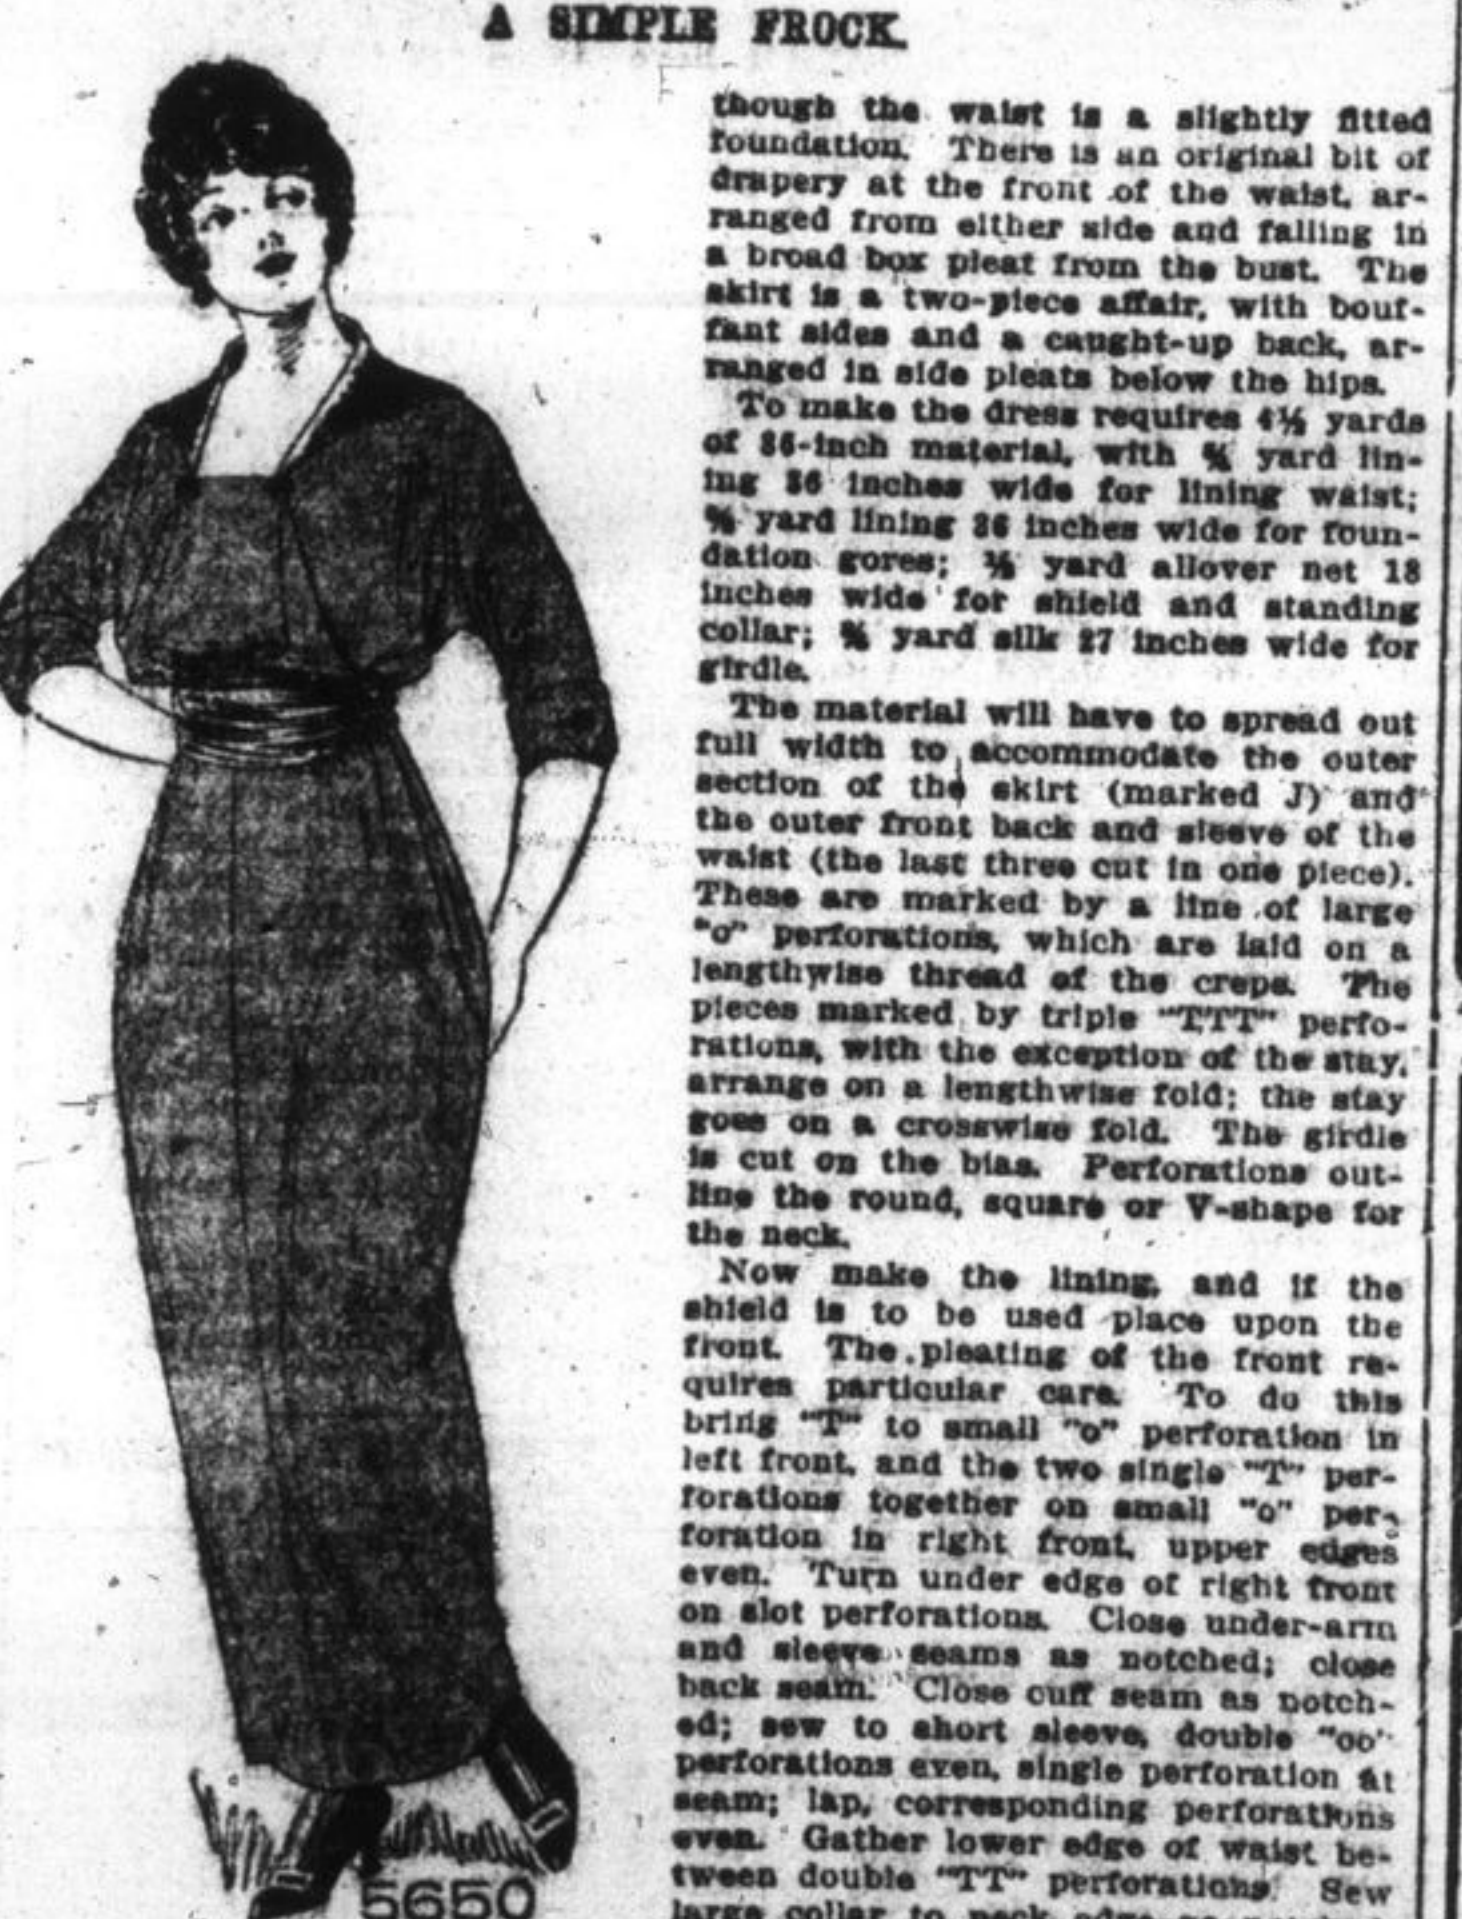 A SIMPLE FROCK.
though the waist is a slightly fitted
foundation. There is an original bit of
drapery at the front of the waist, ar-
ranged from either side and falling in
a broad box pleat from the bust. The
skirt is a two-piece affair, with bouf-
fant sides and a caught-up back, ar-
ranged in side pleats below the hips.
To make the dress requires 4½ yards
of 36-inch material, with yard lin-
ing 36 inches wide for lining waist;
yard lining 36 inches wide for foun-
dation gores; yard allover net 18
inches wide for shield and standing
collar; yard silk 27 inches wide for
girdle.
The material will have to spread out
full width to accommodate the outer
section of the skirt (marked J) and
the outer front back and sleeve of the
waist (the last three cut in one piece).
These are marked by a line of large
"o" perforations, which are laid on a
lengthwise thread of the crepe. The
pieces marked by triple "TTT" perfo-
rations, with the exception of the stay,
arrange on a lengthwise fold; the stay
goes on a crosswise fold. The girdle
is cut on the bias. Perforations out-
line the round, square or V-shape for
the neck.
Now make the lining, and if the
shield is to be used place upon the
front. The pleating of the front re-
quires particular care. To do this
bring "T" to small "o" perforation in
left front, and the two single "T" per-
forations together on small "o" per-
foration in right front, upper edges
even. Turn under edge of right front
on slot perforations. Close under-arm
and sleeve seams as notched; close
back seam. Close cuff seam as notch-
ed; sew to short sleeve, double "oo"
perforations even, single perforation at
seam; lap, corresponding perforations
even. Gather lower edge of waist be-
tween double "TT" perforations. Sew
large collar to neck edge
5650